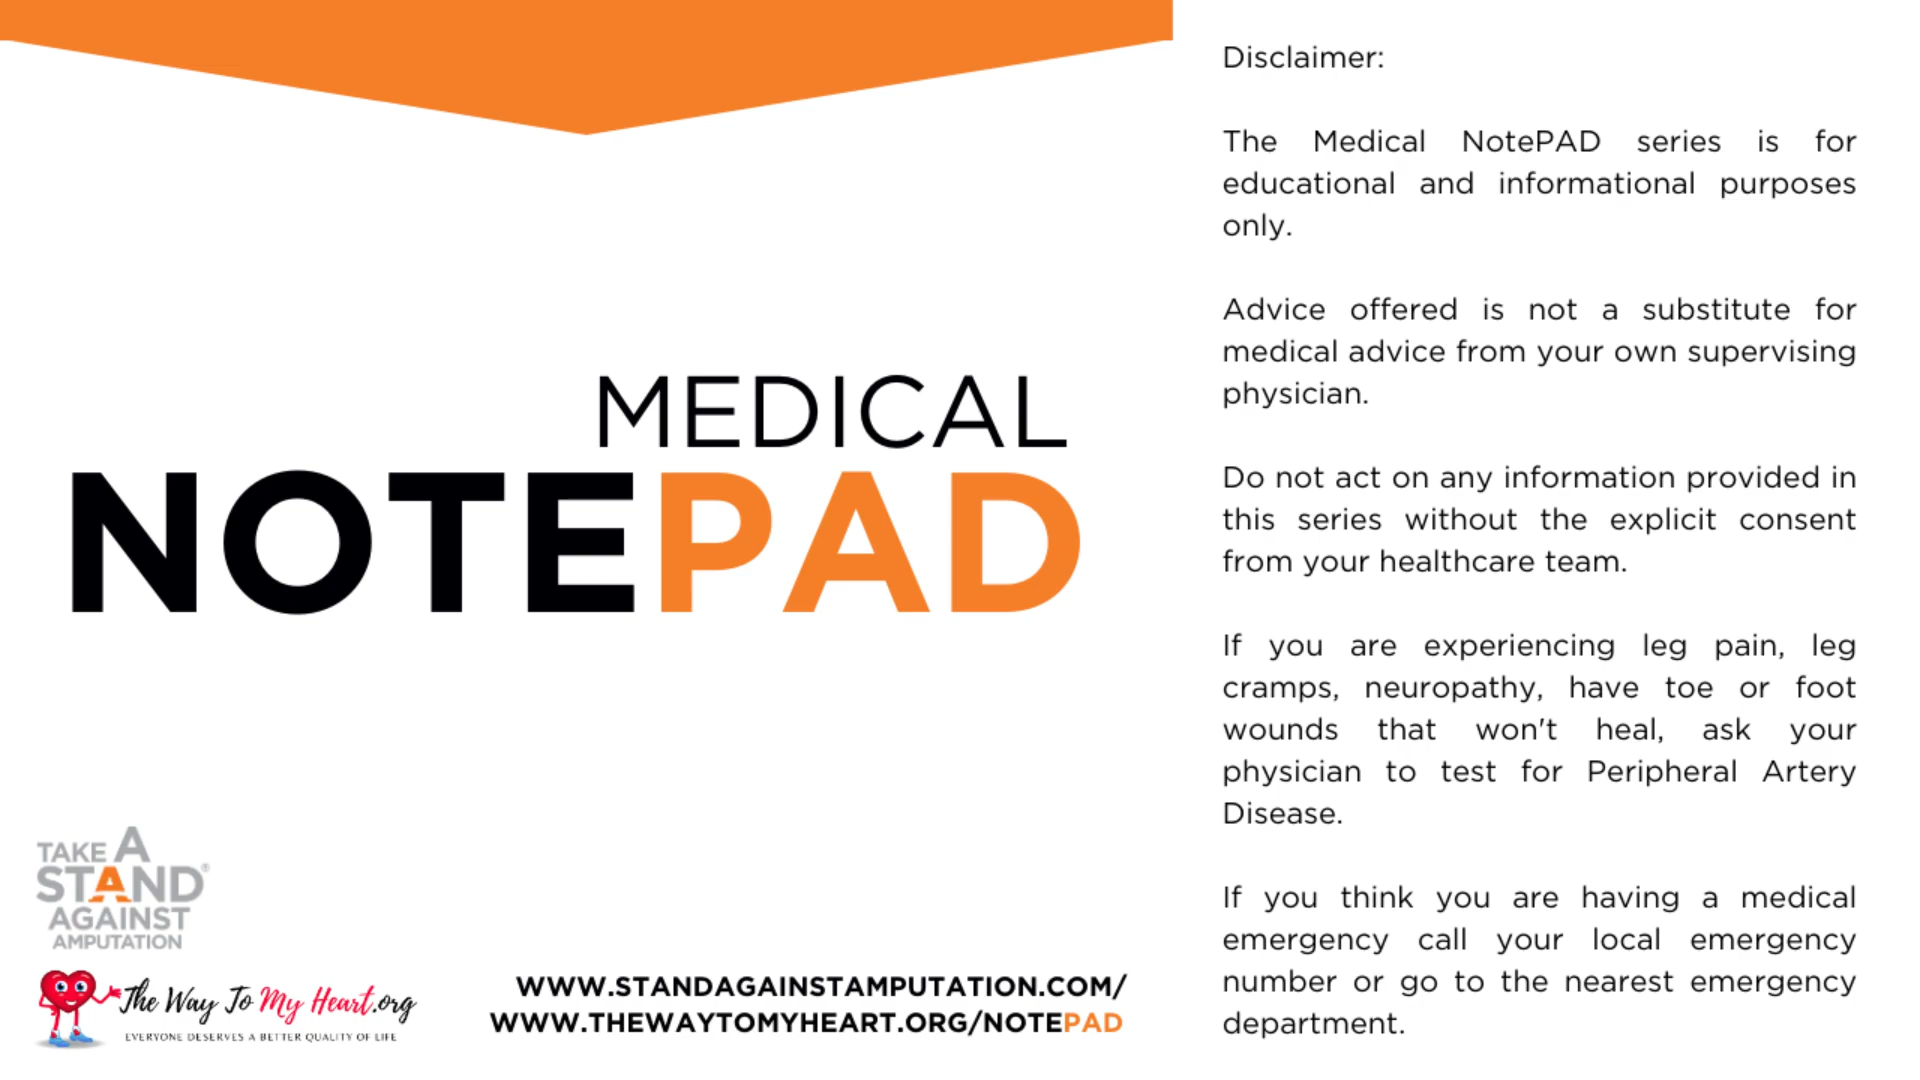 MEDICAL
NOTEPAD
TAKE A
STAND®
AGAINST
AMPUTATION
The Way To My Heart.org
EVERYONE DESERVES A BETTER QUALITY OF LIFE
WWW.STANDAGAINSTAMPUTATION.COM/
WWW.THEWAYTOMYHEART.ORG/NOTEPAD
Disclaimer:
The Medical NotePAD series is for
educational and informational purposes
only.
Advice offered is not a substitute for
medical advice from your own supervising
physician.
Do not act on any information provided in
this series without the explicit consent
from your healthcare team.
If you are experiencing leg pain, leg
cramps, neuropathy, have toe or foot
wounds that won't heal, ask your
physician to test for Peripheral Artery
Disease.
If you think you are having a medical
emergency call your local emergency
number or go to the nearest emergency
department.